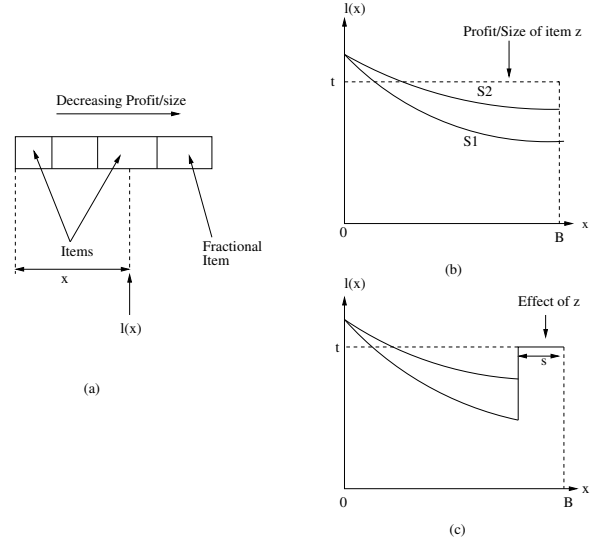 Decreasing Profit/size
Items
Fractional
Item
x
l(x)
(a)
l(x)
Profit/Size of item z
t
S2
S1
0
B
x
(b)
l(x)
Effect of z
t
s
0
B
x
(c)